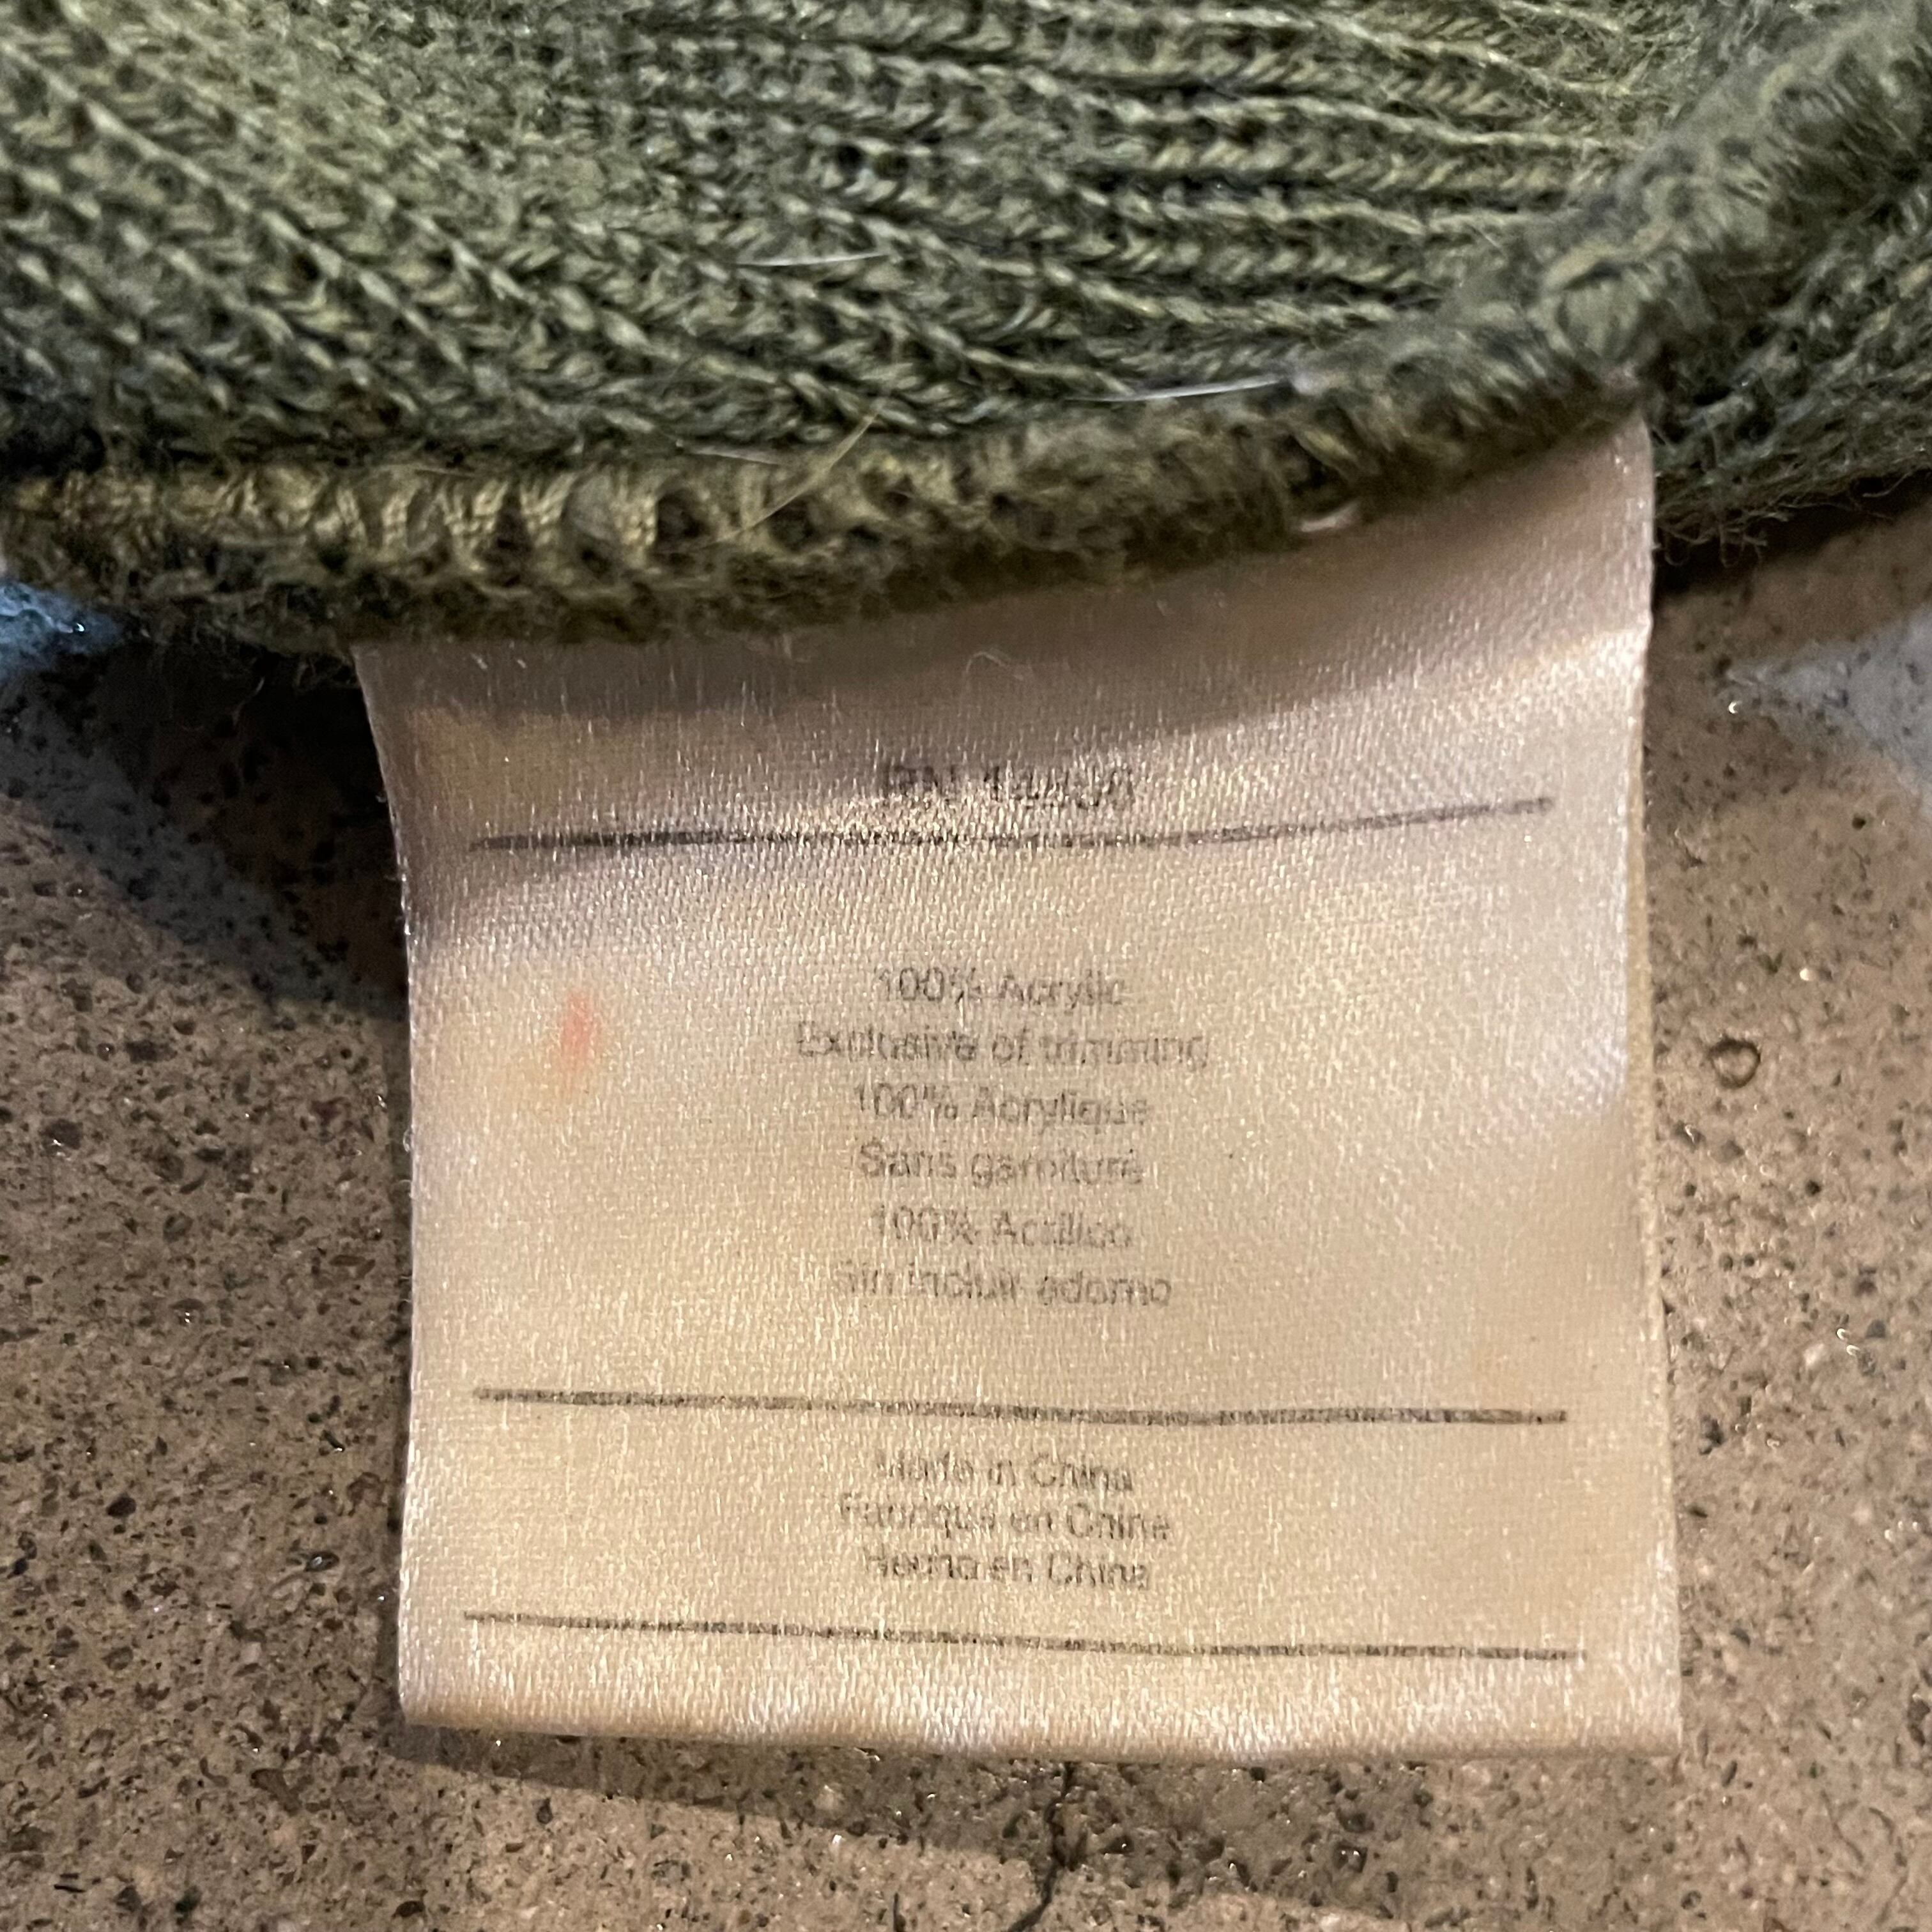 RN
100% Acrylic
Exclusive of trimming
100% Acrylique
Sans garniture
100% Acrílico
Sin incluir adorno
Made in China
Fabriqué en Chine
Hecho en China